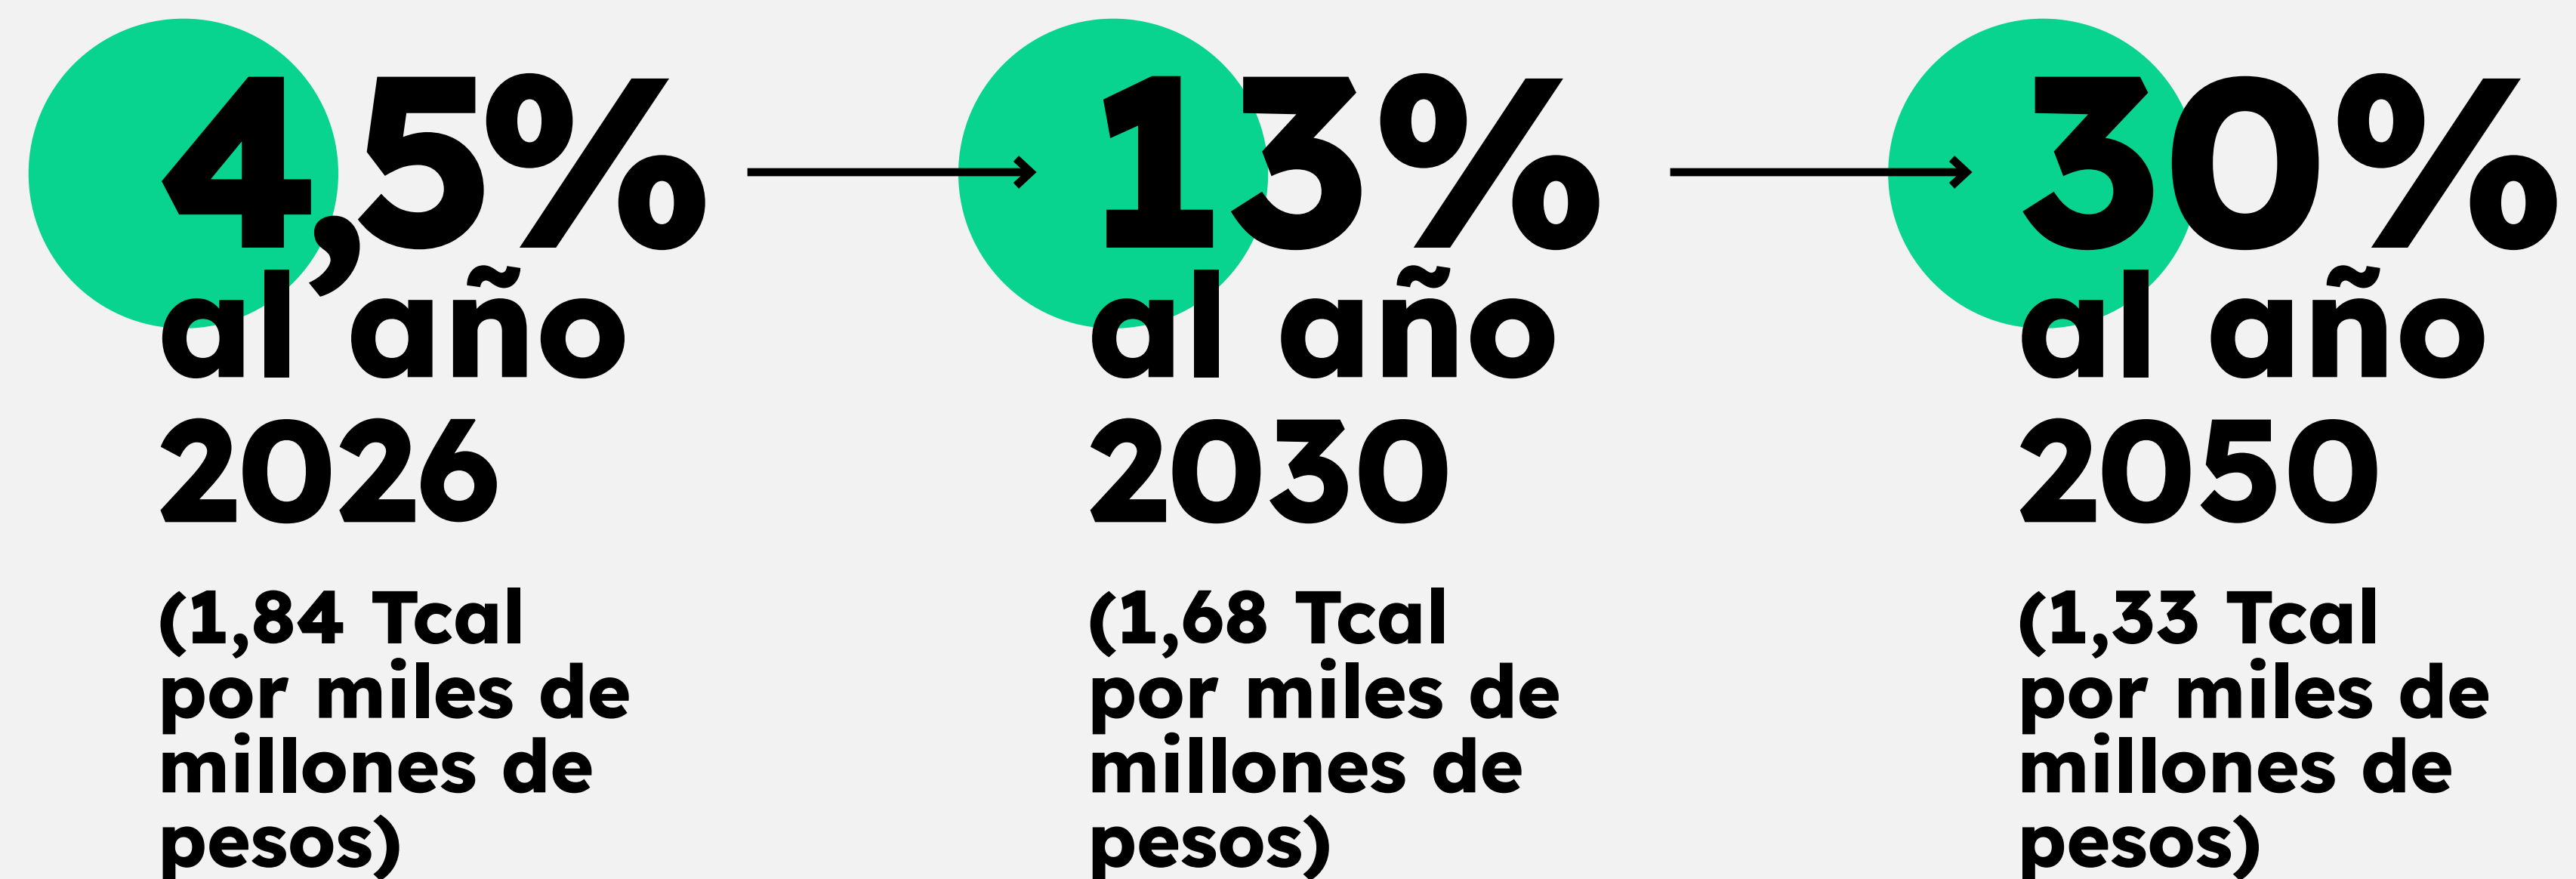 4,5%
al año
2026
(1,84 Tcal
por miles de
millones de
pesos)
13%
al año
2030
(1,68 Tcal
por miles de
millones de
pesos)
30%
al año
2050
(1,33 Tcal
por miles de
millones de
pesos)